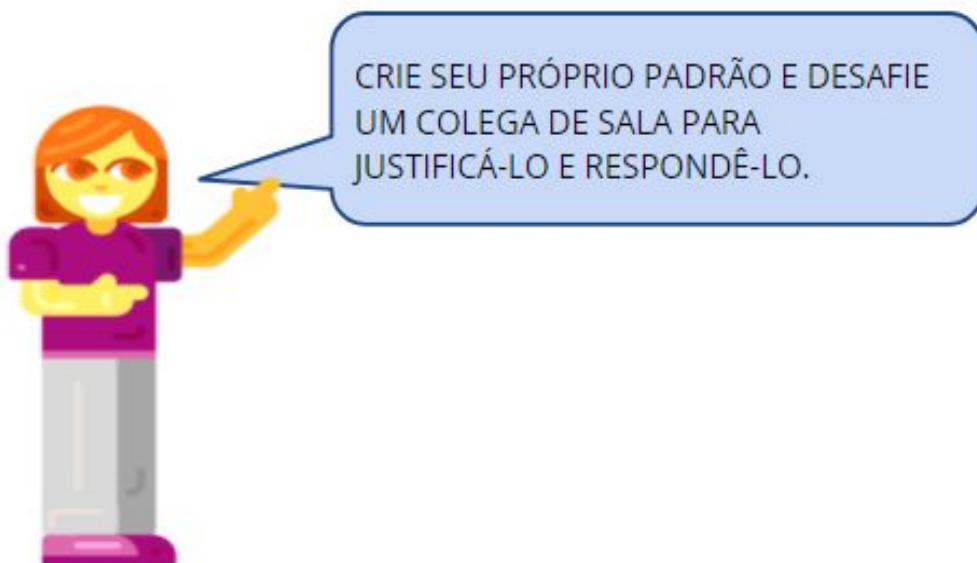 CRIE SEU PRÓPRIO PADRÃO E DESAFIE
UM COLEGA DE SALA PARA
JUSTIFICÁ-LO E RESPONDÊ-LO.